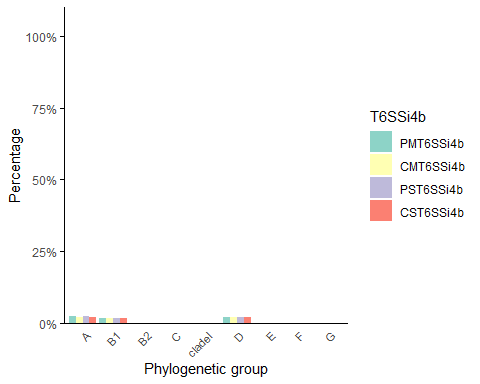 100%
75%
50%
25%
0%
Percentage
A
B1
B2
C
cladeI
D
E
F
G
Phylogenetic group
T6SSi4b
PMT6SSi4b
CMT6SSi4b
PST6SSi4b
CST6SSi4b